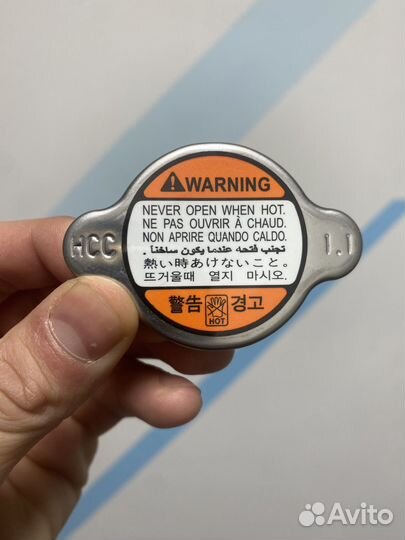 ⚠WARNING
NEVER OPEN WHEN HOT.
NE PAS OUVRIR À CHAUD.
NON APRIRE QUANDO CALDO.
تجنب فتحه عندما يكون ساخنا .
HCC 1.1
熱い時あけないこと。
뜨거울때 열지 마시오.
警告 HOT 경고
Avito